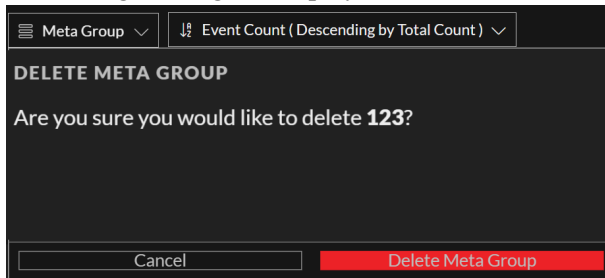 Meta Group
Event Count ( Descending by Total Count )
DELETE META GROUP
Are you sure you would like to delete 123?
Cancel
Delete Meta Group